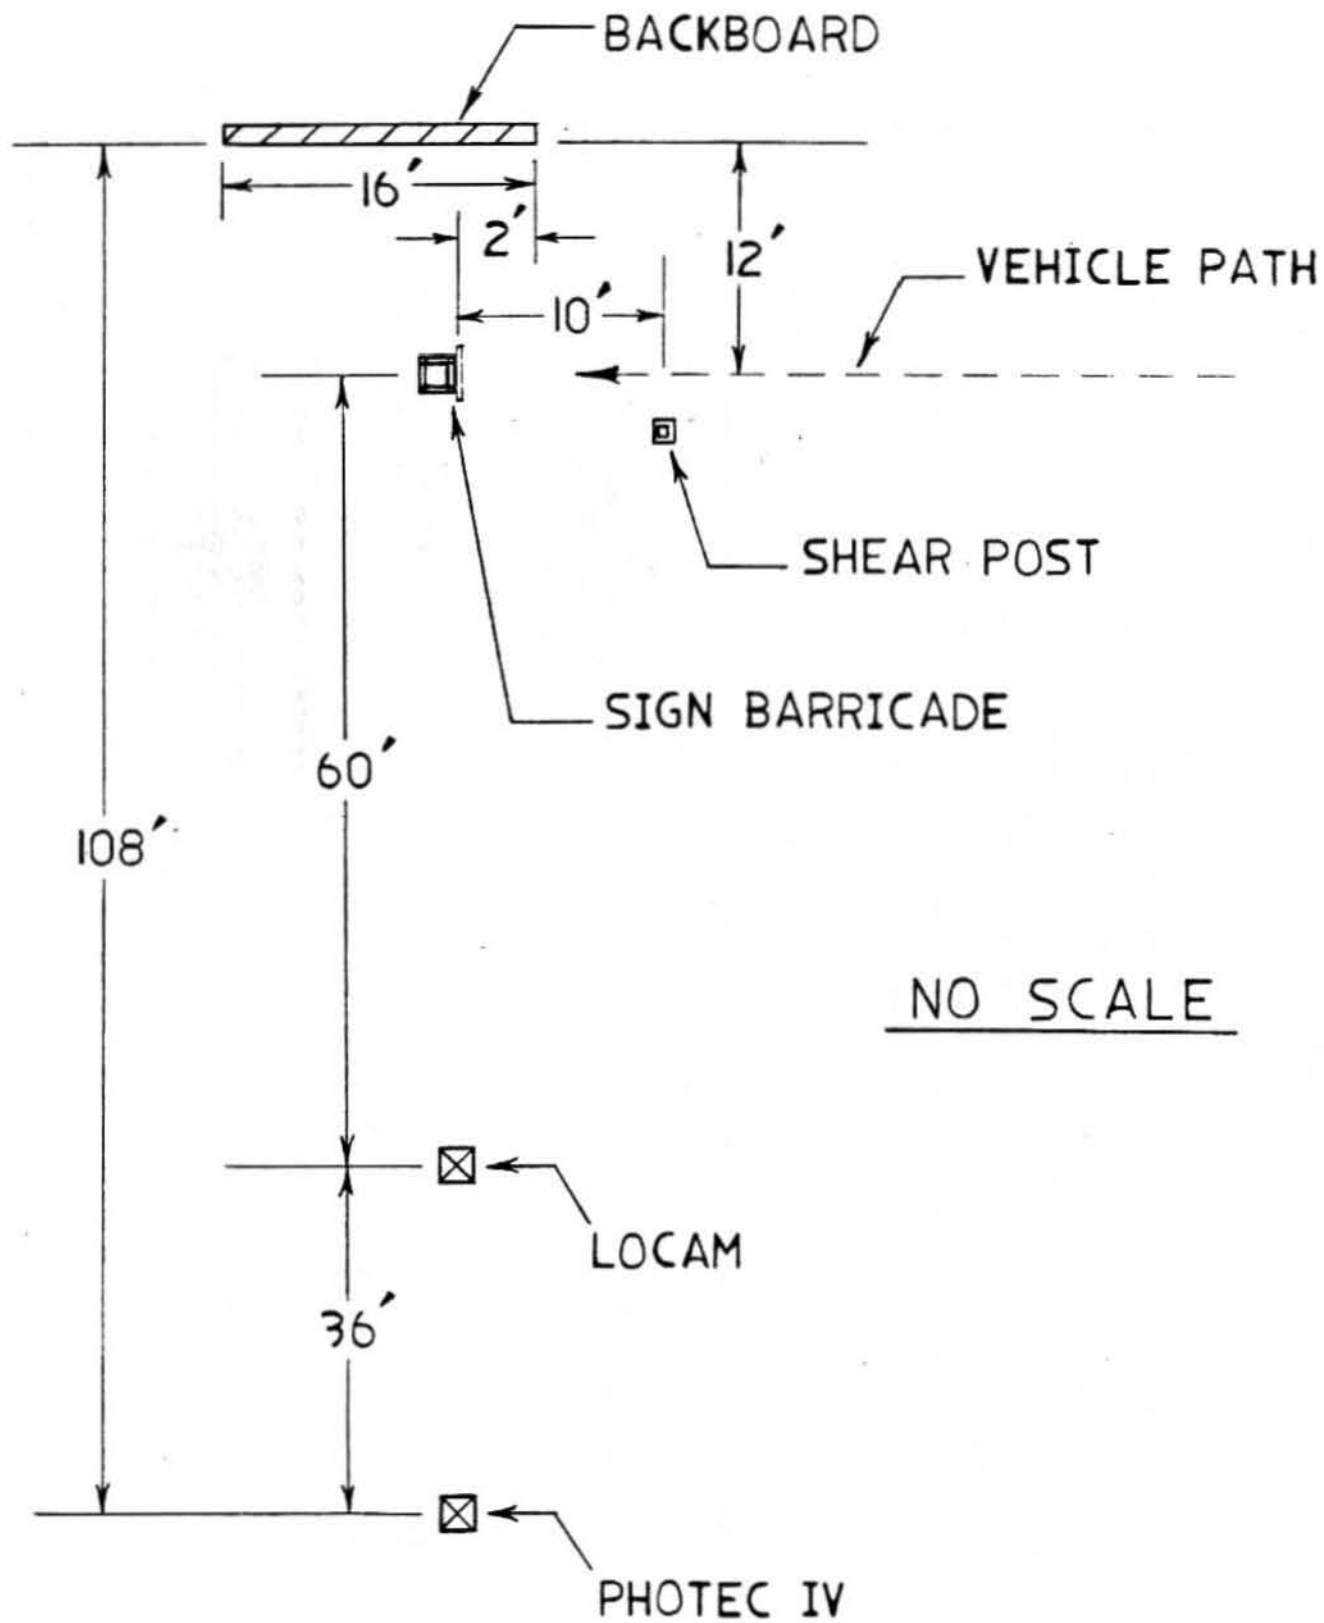 BACKBOARD
16'
2'
12'
10'
VEHICLE PATH
SHEAR POST
SIGN BARRICADE
60'
108'
NO SCALE
LOCAM
36'
PHOTEC IV